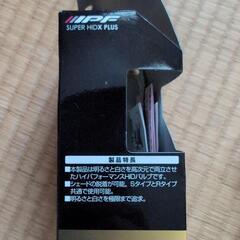 IPF
SUPER HIDX PLUS
製品特長
■本製品は明るさと白さを高次元で両立させ
たハイパフォーマンスHIDバルブです。
■シェードの脱着が可能。SタイプとRタイプ
共通で使用可能。
■明るさと白さを極限まで追求。